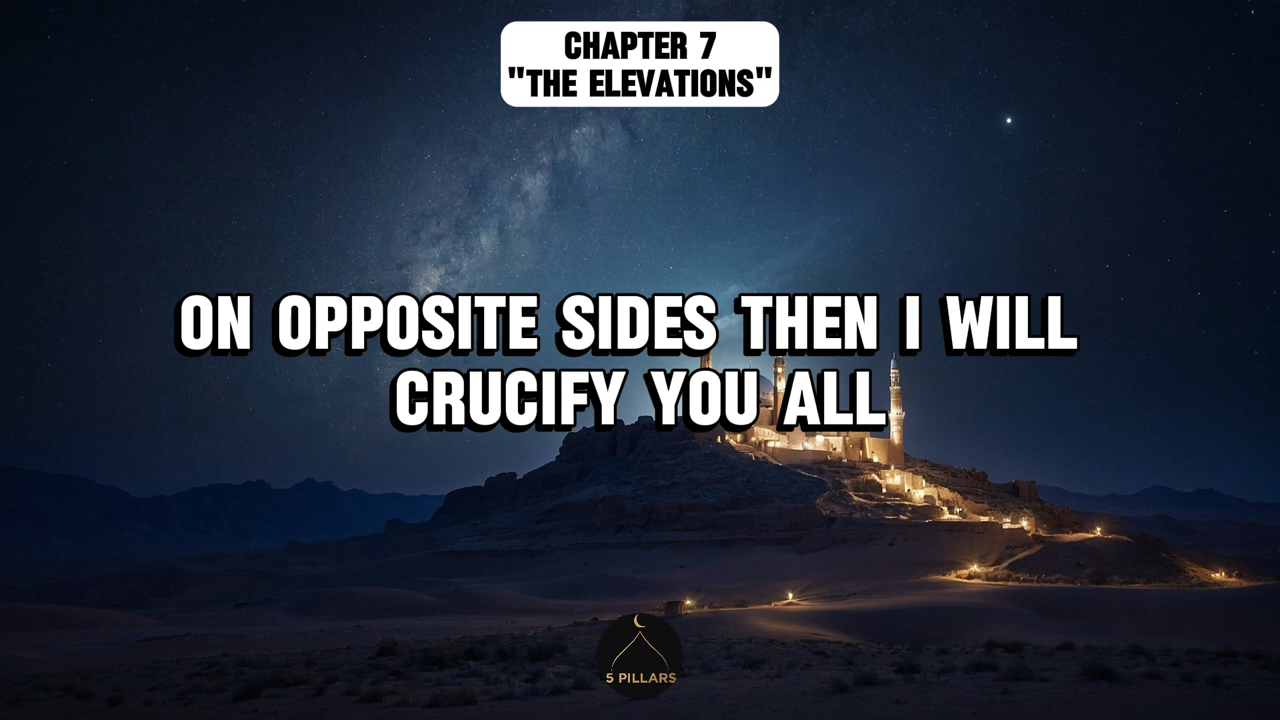 CHAPTER 7
"THE ELEVATIONS"
ON OPPOSITE SIDES THEN I WILL
CRUCIFY YOU ALL
5 PILLARS